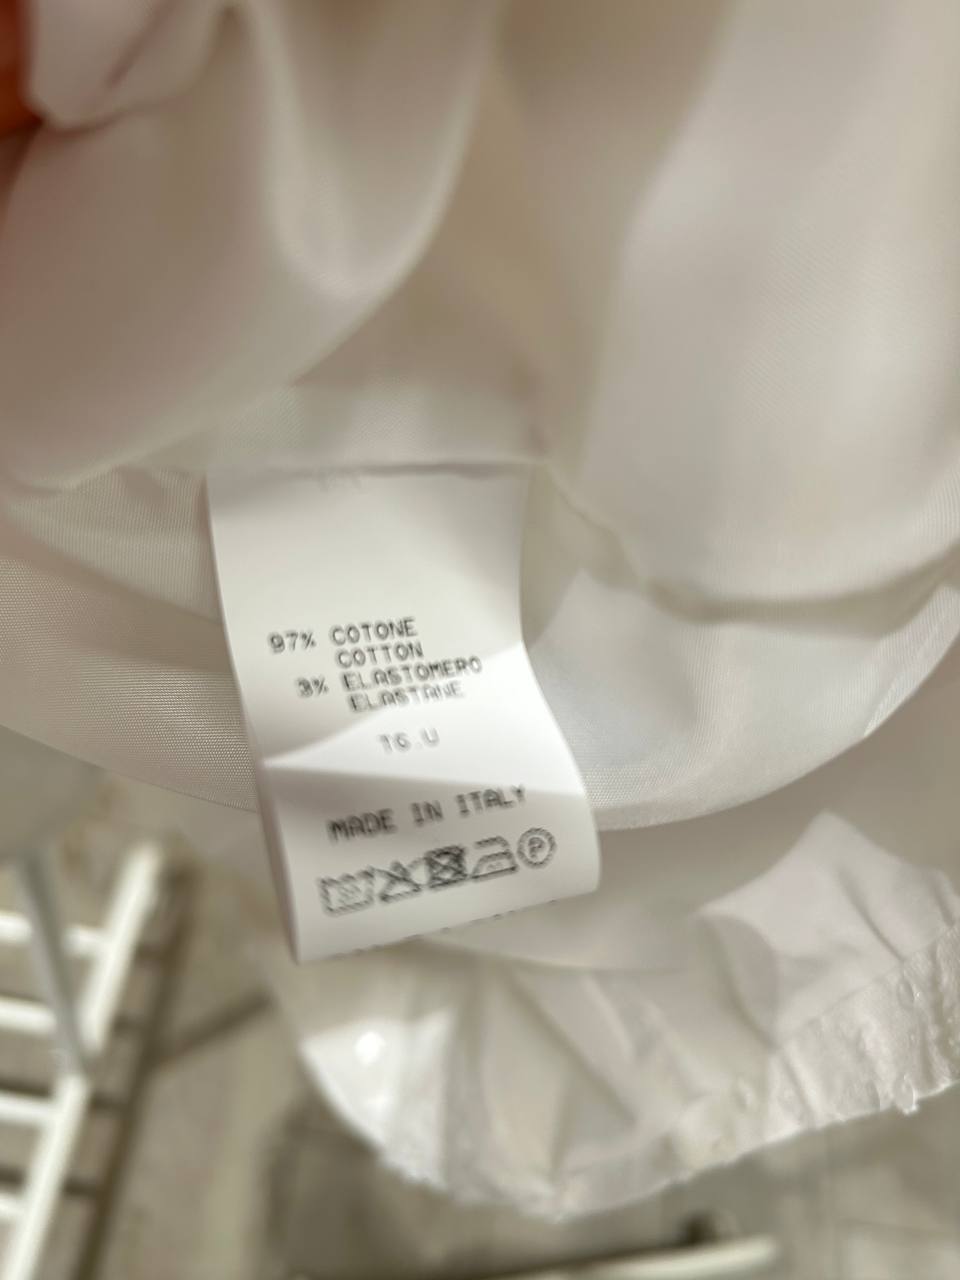 97% COTONE
COTTON
3% ELASTOMERO
ELASTANE
TG.U
MADE IN ITALY
P